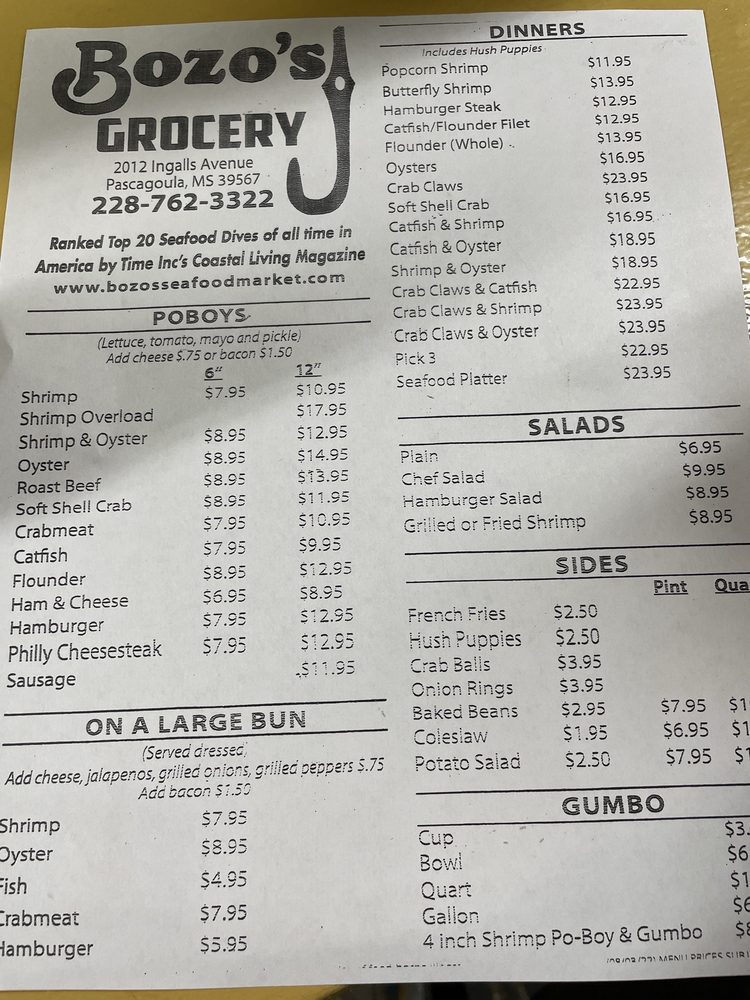 Bozo's
GROCERY
2012 Ingalls Avenue
Pascagoula, MS 39567
228-762-3322
Ranked Top 20 Seafood Dives of all time in
America by Time Inc's Coastal Living Magazine
www.bozosseafoodmarket.com
POBOYS
(Lettuce, tomato, mayo and pickle)
Add cheese $.75 or bacon $1.50
6" 12"
Shrimp $7.95 $10.95
Shrimp Overload $17.95
Shrimp & Oyster $8.95 $12.95
Oyster $8.95 $14.95
Roast Beef $8.95 $13.95
Soft Shell Crab $8.95 $11.95
Crabmeat $7.95 $10.95
Catfish $7.95 $9.95
Flounder $8.95 $12.95
Ham & Cheese $6.95 $8.95
Hamburger $7.95 $12.95
Philly Cheesesteak $7.95 $12.95
Sausage $11.95
ON A LARGE BUN
(Served dressed)
Add cheese, jalapenos, grilled onions, grilled peppers $.75
Add bacon $1.50
Shrimp $7.95
Oyster $8.95
Fish $4.95
Crabmeat $7.95
Hamburger $5.95
DINNERS
Includes Hush Puppies
Popcorn Shrimp $11.95
Butterfly Shrimp $13.95
Hamburger Steak $12.95
Catfish/Flounder Filet $12.95
Flounder (Whole) $13.95
Oysters $16.95
Crab Claws $23.95
Soft Shell Crab $16.95
Catfish & Shrimp $16.95
Catfish & Oyster $18.95
Shrimp & Oyster $18.95
Crab Claws & Catfish $22.95
Crab Claws & Shrimp $23.95
Crab Claws & Oyster $23.95
Pick 3 $22.95
Seafood Platter $23.95
SALADS
Plain $6.95
Chef Salad $9.95
Hamburger Salad $8.95
Grilled or Fried Shrimp $8.95
SIDES
Pint Qua
French Fries $2.50
Hush Puppies $2.50
Crab Balls $3.95
Onion Rings $3.95
Baked Beans $2.95 $7.95 $1
Coleslaw $1.95 $6.95 $1
Potato Salad $2.50 $7.95 $1
GUMBO
Cup $3.
Bowl $6
Quart $1
Gallon $6
4 inch Shrimp Po-Boy & Gumbo $8
MENU PRICES SUBJ